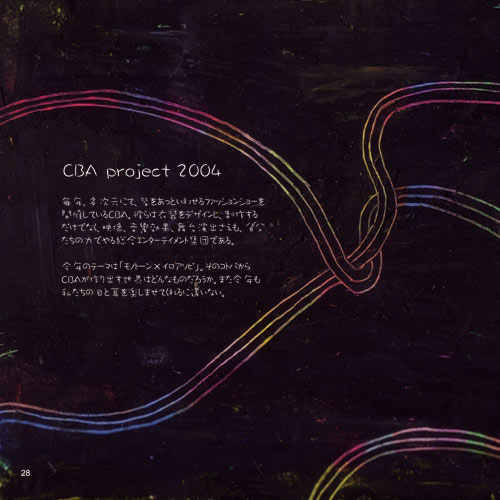 CBA project 2004
毎年、多次元にて、皆をあっといわせるファッションショーを
開催しているCBA。彼らは衣裳をデザインし、制作する
だけでなく映像、音響効果、舞台演出さえも、自分
たちの力でやる総合エンターテイメント集団である。
今年のテーマは「モノトーン×イロアソビ」。そのコトバから
CBAが作り出す世界はどんなものだろうか。また今年も
私たちの目と耳を楽しませてくれるに違いない。
28